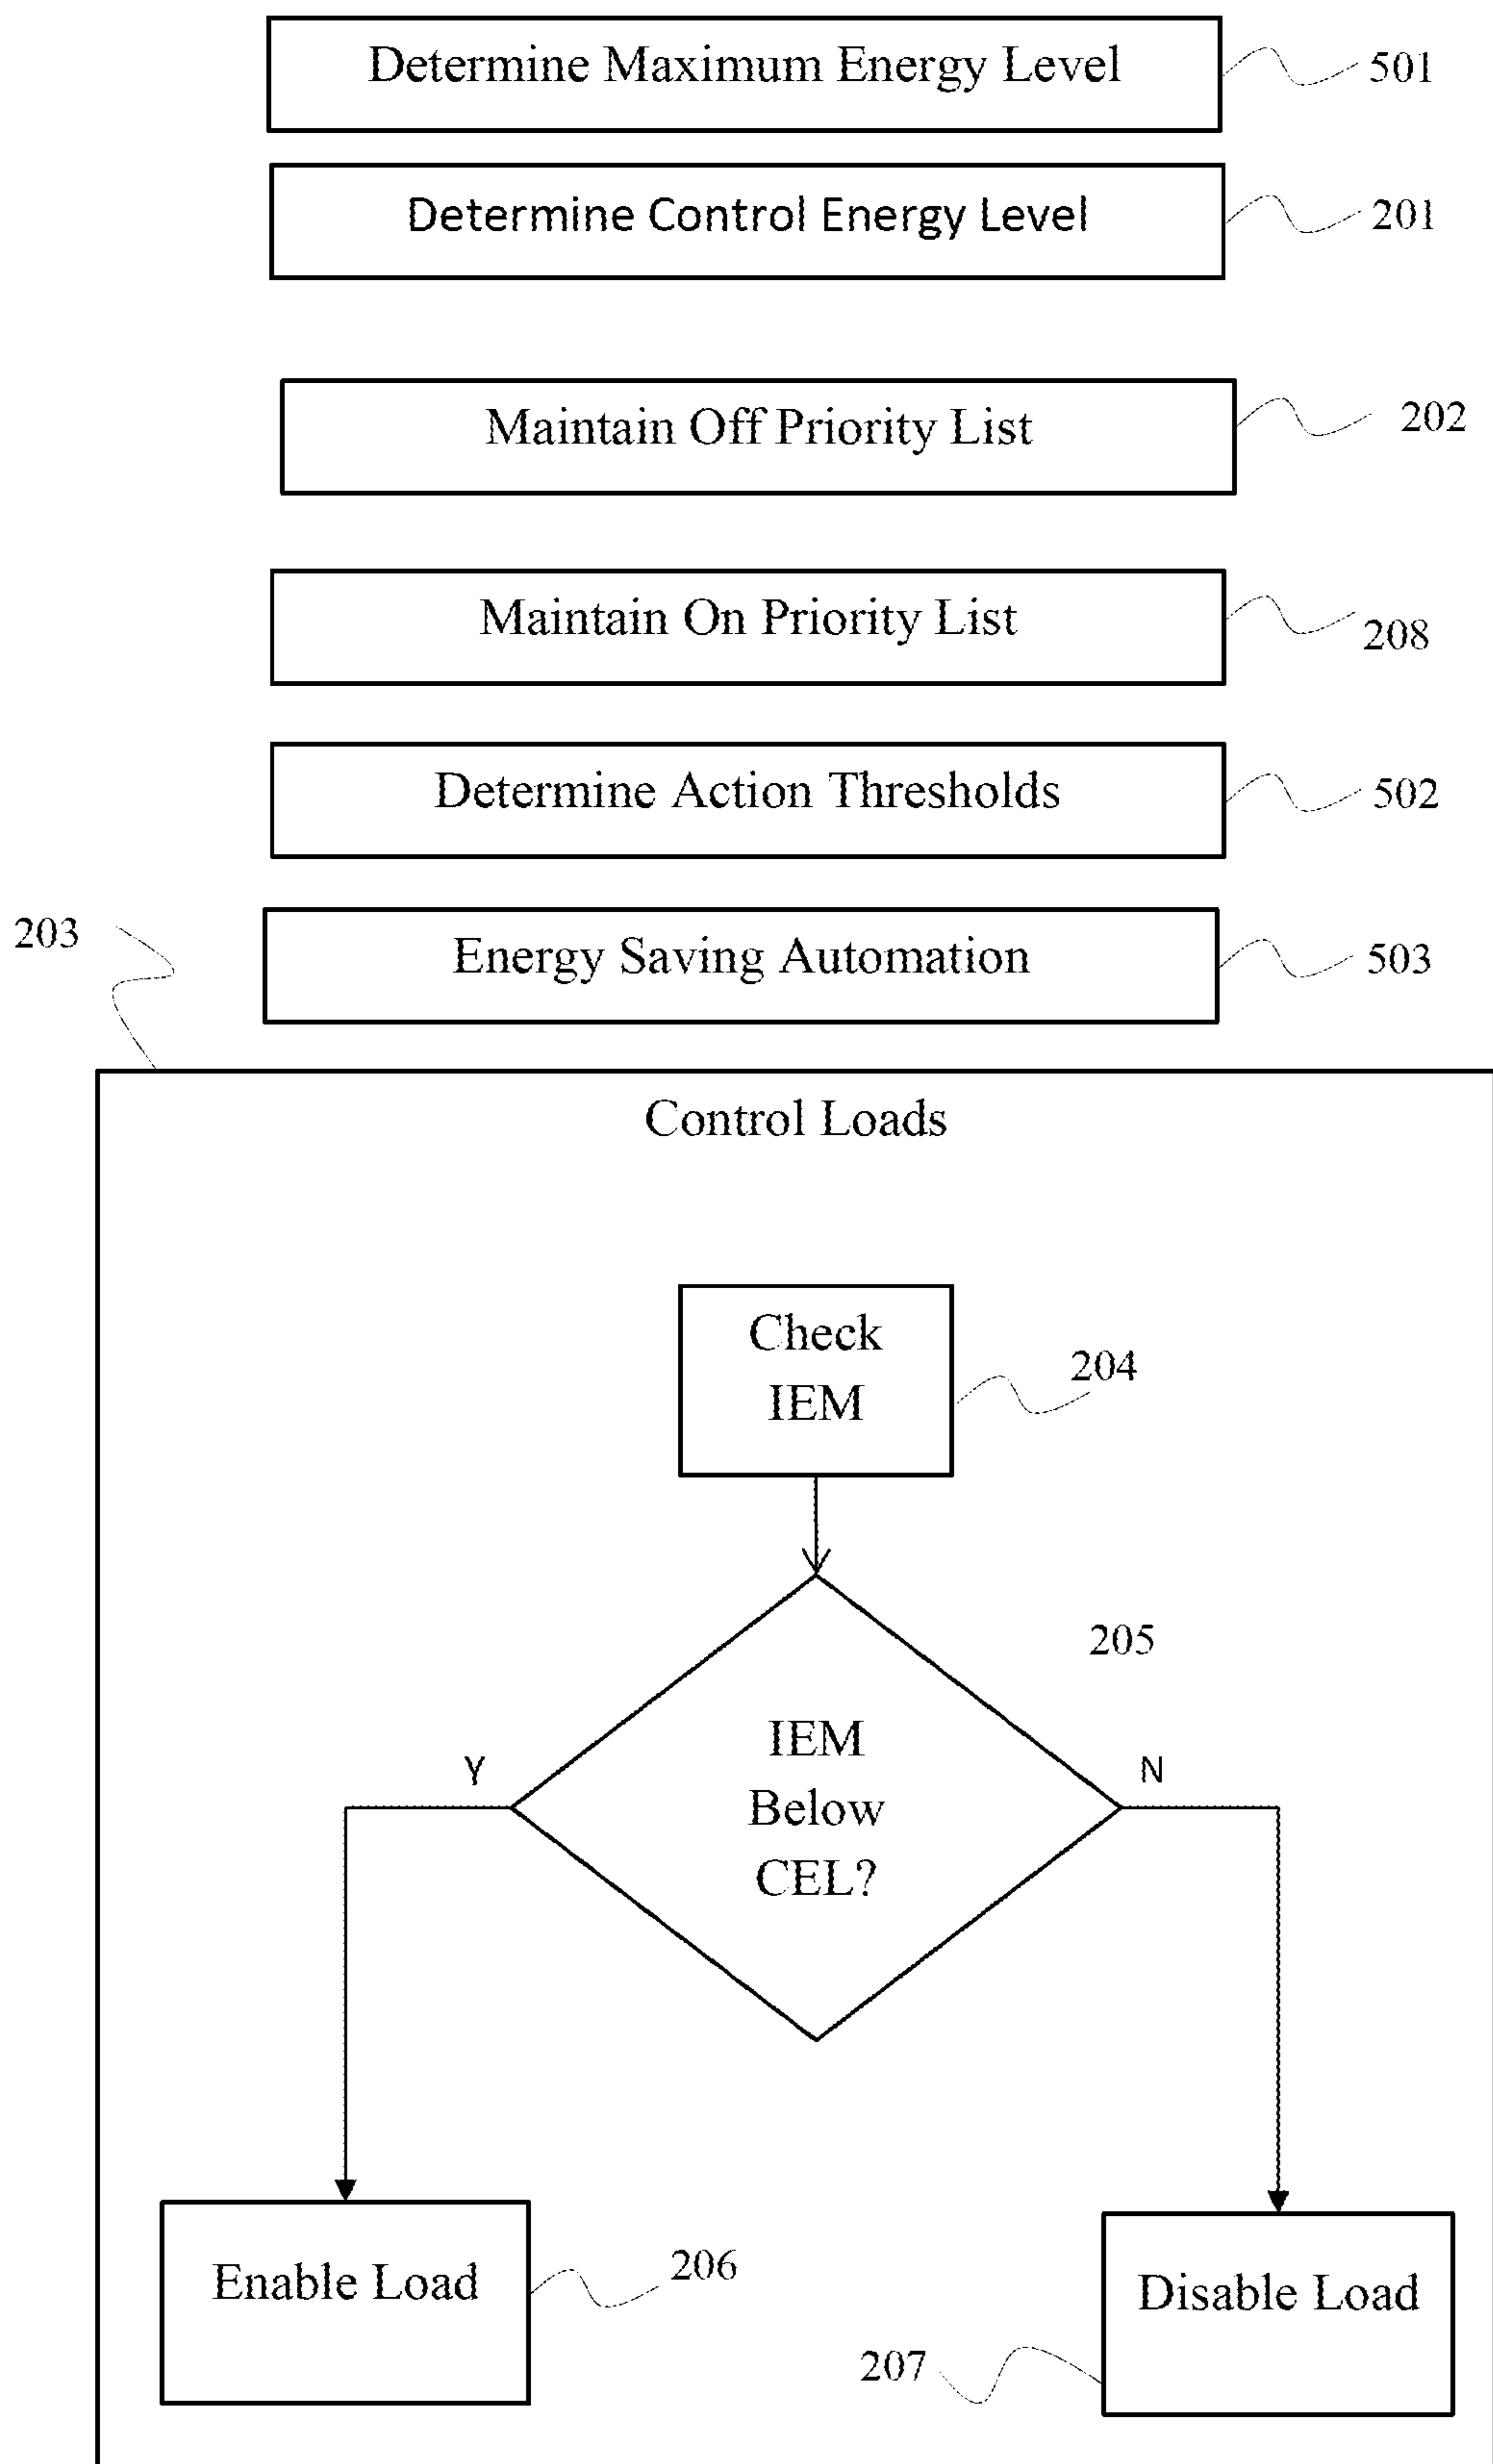 Determine Maximum Energy Level
501
Determine Control Energy Level
201
Maintain Off Priority List
202
Maintain On Priority List
208
Determine Action Thresholds
502
203
Energy Saving Automation
503
Control Loads
Check
IEM
204
205
IEM
Below
CEL?
Y
N
Enable Load
206
Disable Load
207